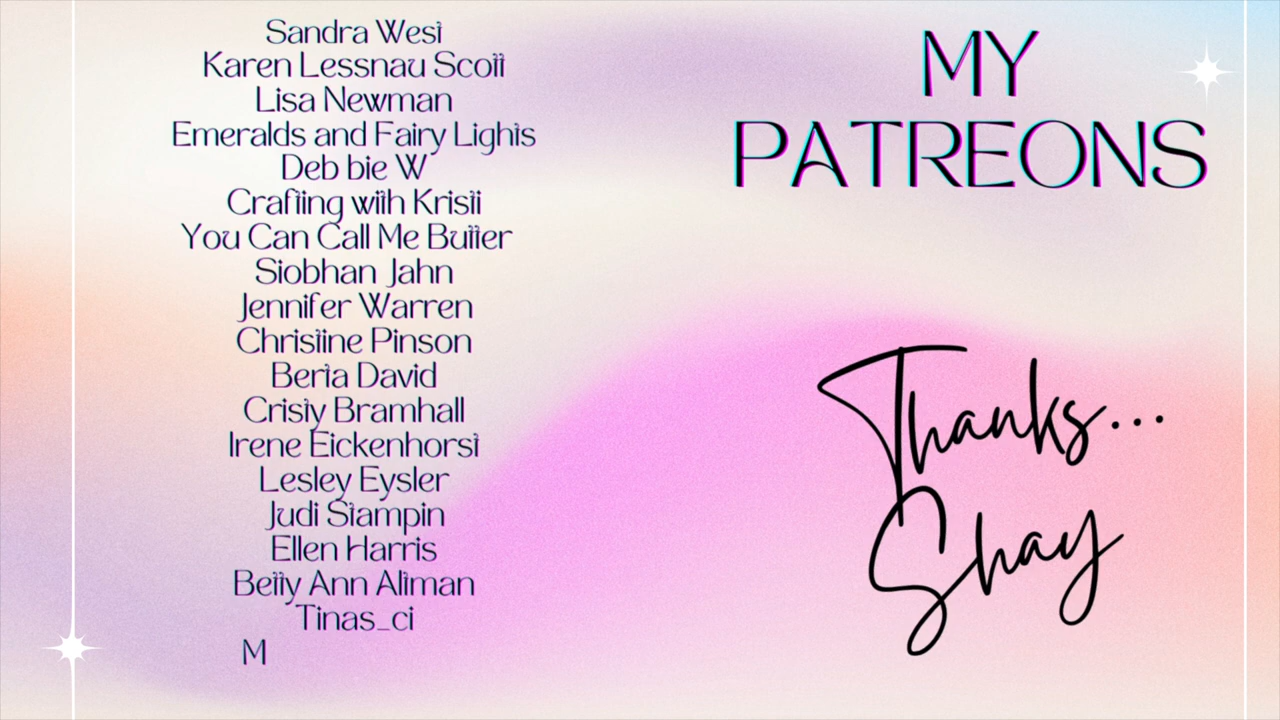 Sandra West
Karen Lessnau Scott
Lisa Newman
Emeralds and Fairy Lights
Deb bie W
Crafting with Kristi
You Can Call Me Butter
Siobhan Jahn
Jennifer Warren
Christine Pinson
Berta David
Cristy Bramhall
Irene Eickenhorst
Lesley Eysler
Judi Stampin
Ellen Harris
Betty Ann Altman
Tinas_ci
M
MY
PATREONS
Thanks...
Shay